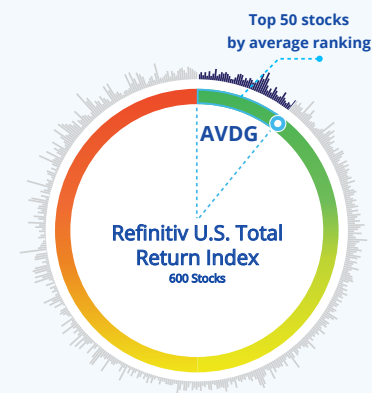 Top 50 stocks
by average ranking
AVDG
Refinitiv U.S. Total
Return Index
600 Stocks